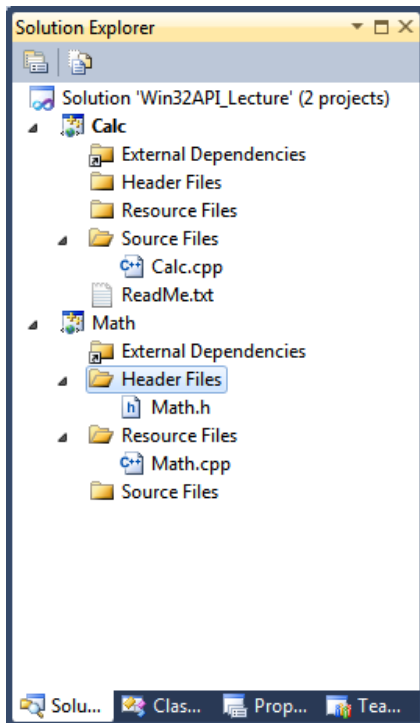 Solution Explorer
Solution 'Win32API_Lecture' (2 projects)
Calc
External Dependencies
Header Files
Resource Files
Source Files
Calc.cpp
ReadMe.txt
Math
External Dependencies
Header Files
Math.h
Resource Files
Math.cpp
Source Files
Solu... Clas... Prop... Tea...